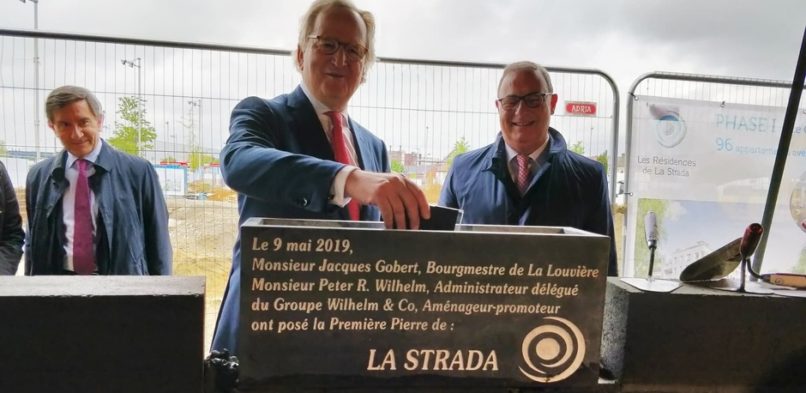 ADRIA
PHASE I
96 appartements
Les Résidences
de La Strada
Le 9 mai 2019,
Monsieur Jacques Gobert, Bourgmestre de La Louvière
Monsieur Peter R. Wilhelm, Administrateur délégué
du Groupe Wilhelm & Co, Aménageur-promoteur
ont posé la Première Pierre de :
LA STRADA